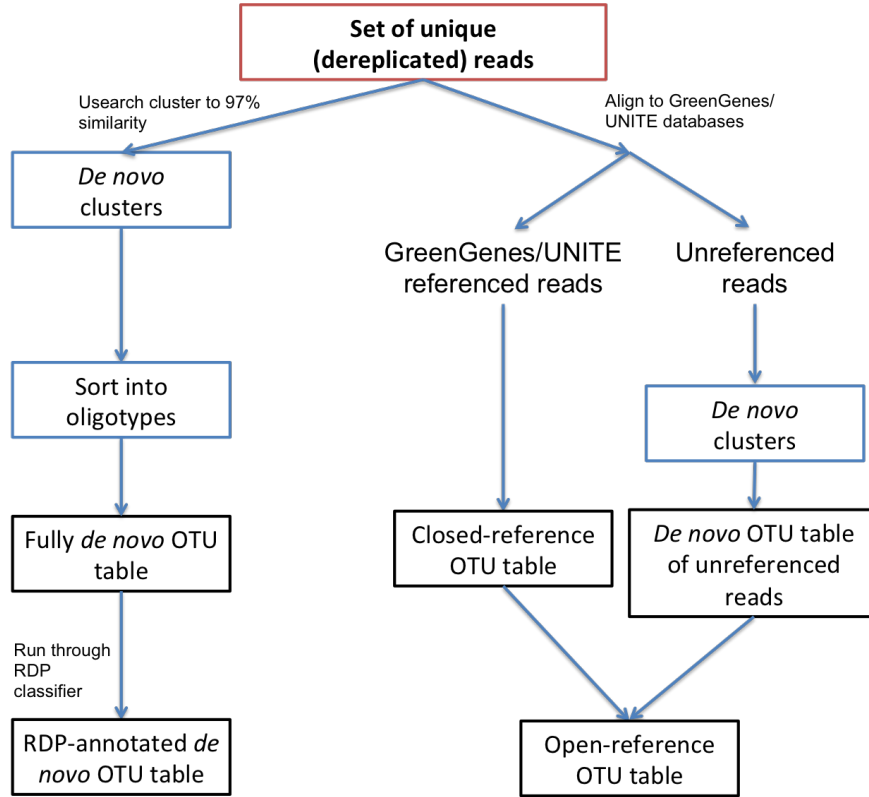 Set of unique
(dereplicated) reads
Usearch cluster to 97%
similarity
Align to GreenGenes/
UNITE databases
De novo
clusters
GreenGenes/UNITE
referenced reads
Unreferenced
reads
Sort into
oligotypes
De novo
clusters
Fully de novo OTU
table
Closed-reference
OTU table
De novo OTU table
of unreferenced
reads
Run through
RDP
classifier
RDP-annotated de
novo OTU table
Open-reference
OTU table